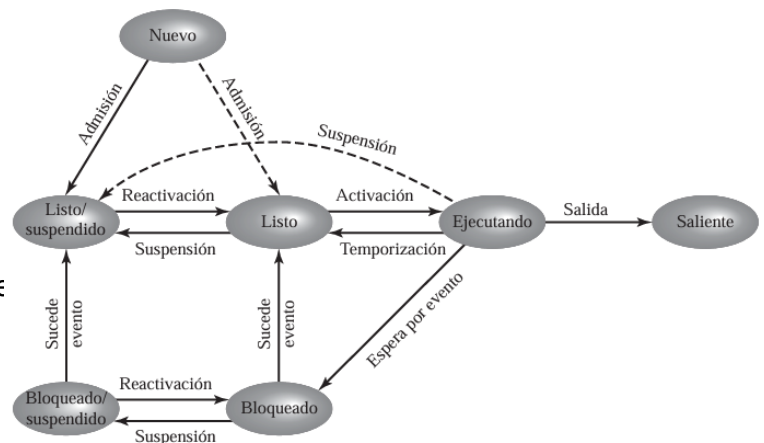 Nuevo
Admisión
Admisión
Suspensión
Listo/
suspendido
Reactivación
Suspensión
Listo
Activación
Temporización
Ejecutando
Salida
Saliente
Sucede
evento
Sucede
evento
Espera por evento
Bloqueado/
suspendido
Reactivación
Suspensión
Bloqueado